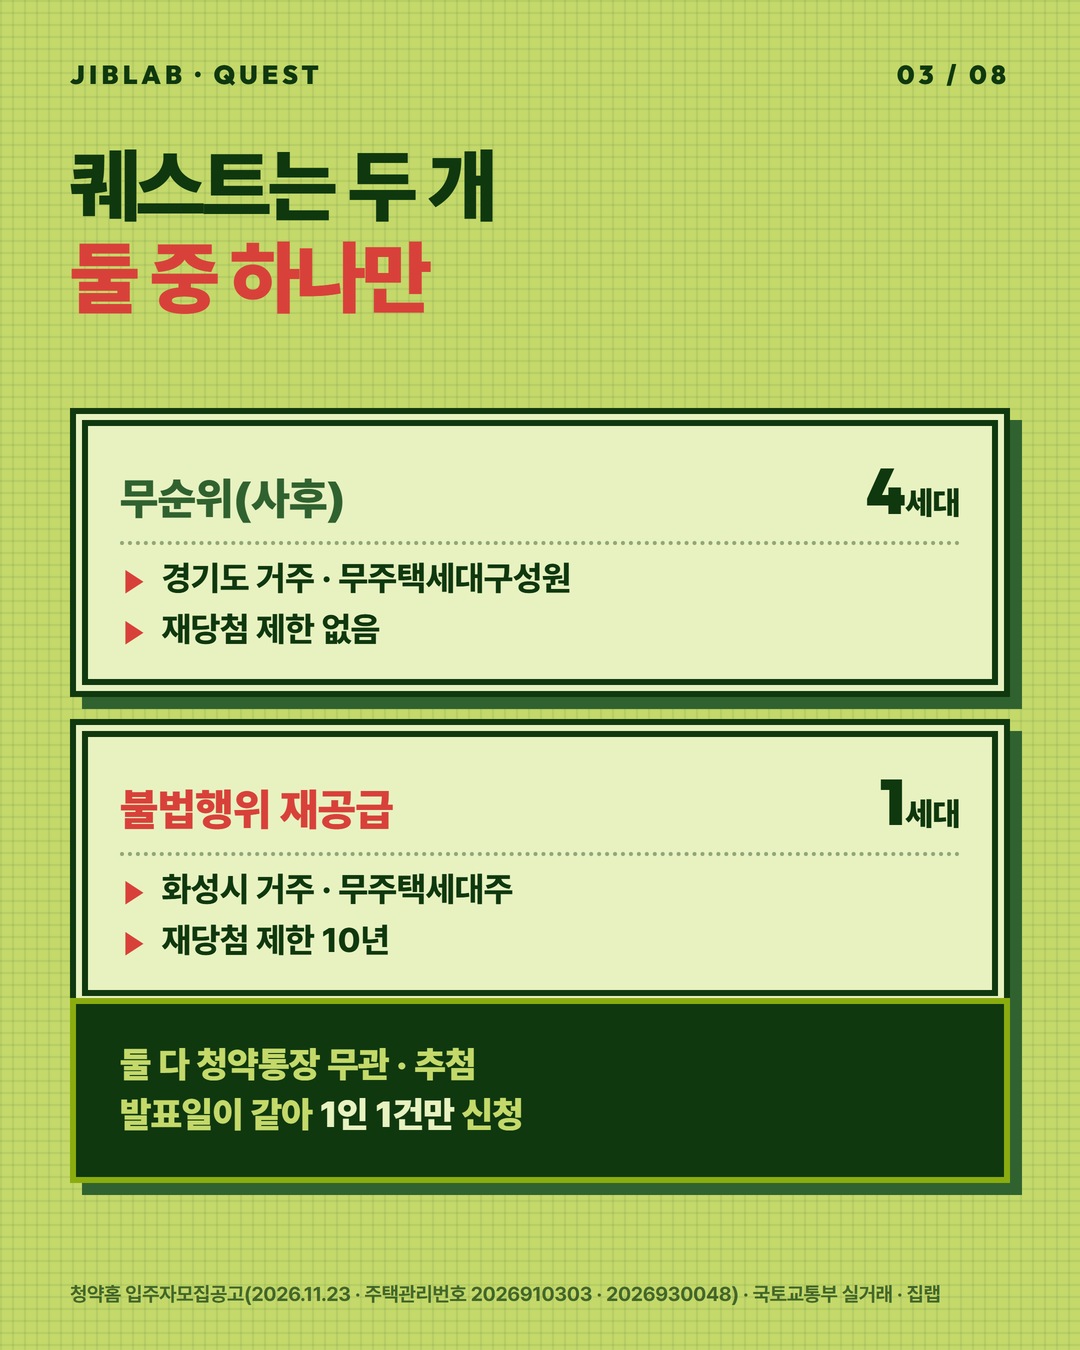 JIBLAB · QUEST
03 / 08
퀘스트는 두 개
둘 중 하나만
무순위(사후)
4세대
▶ 경기도 거주 · 무주택세대구성원
▶ 재당첨 제한 없음
불법행위 재공급
1세대
▶ 화성시 거주 · 무주택세대주
▶ 재당첨 제한 10년
둘 다 청약통장 무관 · 추첨
발표일이 같아 1인 1건만 신청
청약홈 입주자모집공고(2026.11.23 · 주택관리번호 2026910303 · 2026930048) · 국토교통부 실거래 · 집랩